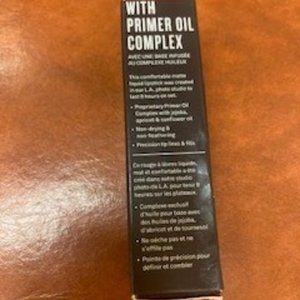 WITH
PRIMER OIL
COMPLEX
AVEC UNE BASE INFUSÉE
AU COMPLEXE HUILEUX
This comfortable matte
liquid lipstick was created
in our L.A. photo studio to
last 8 hours on set.
• Proprietary Primer Oil
Complex with jojoba,
apricot & sunflower oil
• Non-drying &
non-feathering
• Precision tip lines & fills
Ce rouge à lèvres liquide,
mat et confortable a été
créé dans notre studio
photo de L.A. pour tenir 8
heures sur les plateaux.
• Complexe exclusif
d'huile pour base avec
des huiles de jojoba,
d'abricot et de tournesol
• Ne sèche pas et ne
s'effile pas
• Pointe de précision pour
définir et combler